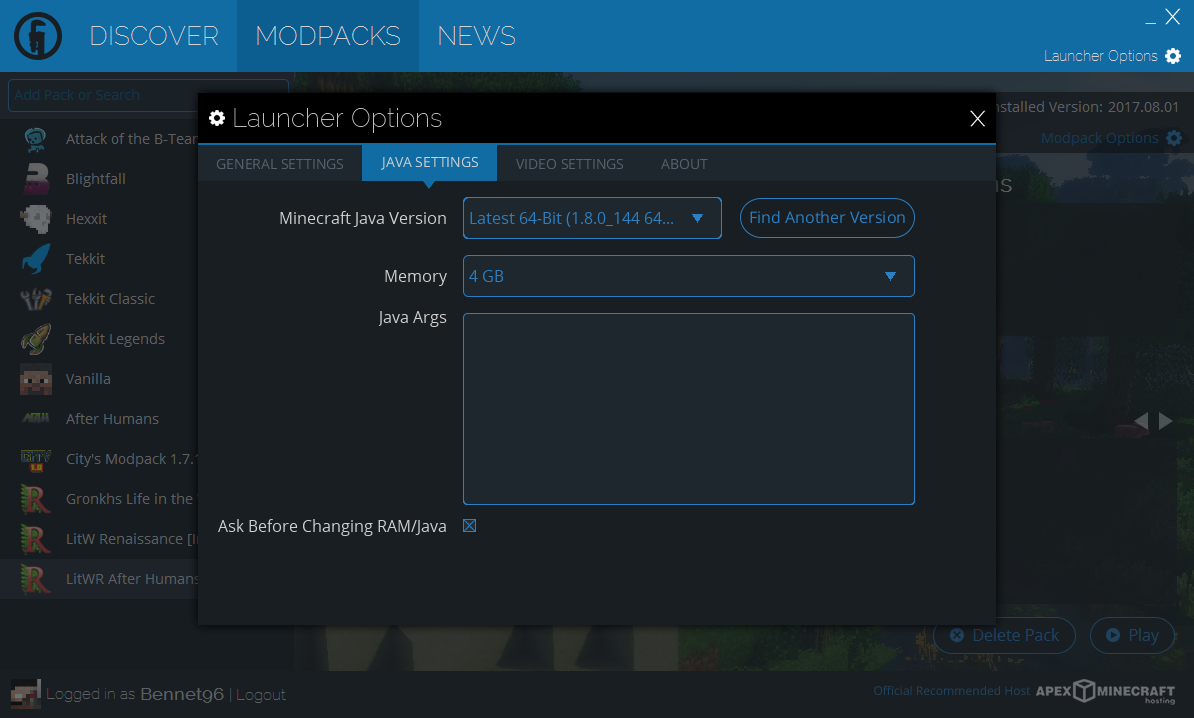 DISCOVER MODPACKS NEWS
Launcher Options
Add Pack or Search
Installed Version: 2017.08.01
Modpack Options
Launcher Options
GENERAL SETTINGS JAVA SETTINGS VIDEO SETTINGS ABOUT
Minecraft Java Version Latest 64-Bit (1.8.0_144 64... Find Another Version
Memory 4 GB
Java Args
Ask Before Changing RAM/Java
Attack of the B-Tea
Blightfall
Hexxit
Tekkit
Tekkit Classic
Tekkit Legends
Vanilla
After Humans
City's Modpack 1.7.1
Gronkhs Life in the
LitW Renaissance [I
LitWR After Humans
Delete Pack Play
Logged in as Bennet96 | Logout
Official Recommended Host APEX MINECRAFT
hosting